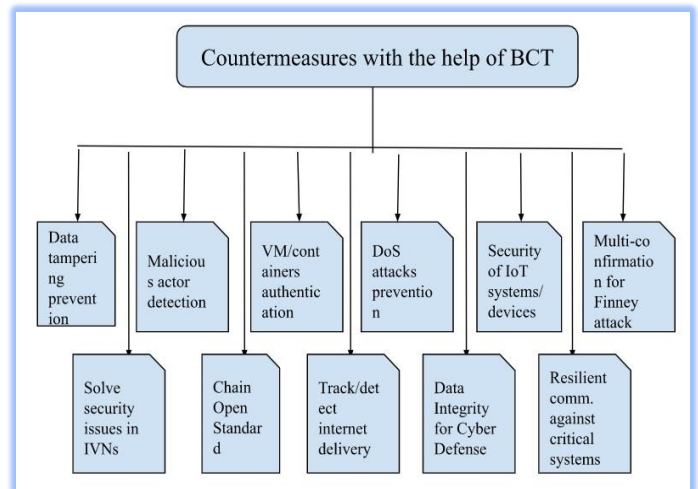 Countermeasures with the help of BCT
Data
tamperi
ng
prevent
ion
Maliciou
s actor
detection
VM/cont
ainers
authentic
ation
DoS
attacks
preventio
n
Security
of IoT
systems/
devices
Multi-co
nfirmatio
n for
Finney
attack
Solve
security
issues in
IVNs
Chain
Open
Standar
d
Track/det
ect
internet
delivery
Data
Integrity
for Cyber
Defense
Resilient
comm.
against
critical
systems